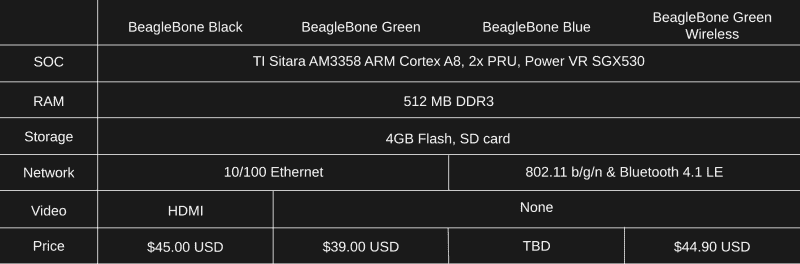 BeagleBone Black BeagleBone Green BeagleBone Blue BeagleBone Green Wireless
SOC TI Sitara AM3358 ARM Cortex A8, 2x PRU, Power VR SGX530
RAM 512 MB DDR3
Storage 4GB Flash, SD card
Network 10/100 Ethernet 802.11 b/g/n & Bluetooth 4.1 LE
Video HDMI None
Price $45.00 USD $39.00 USD TBD $44.90 USD